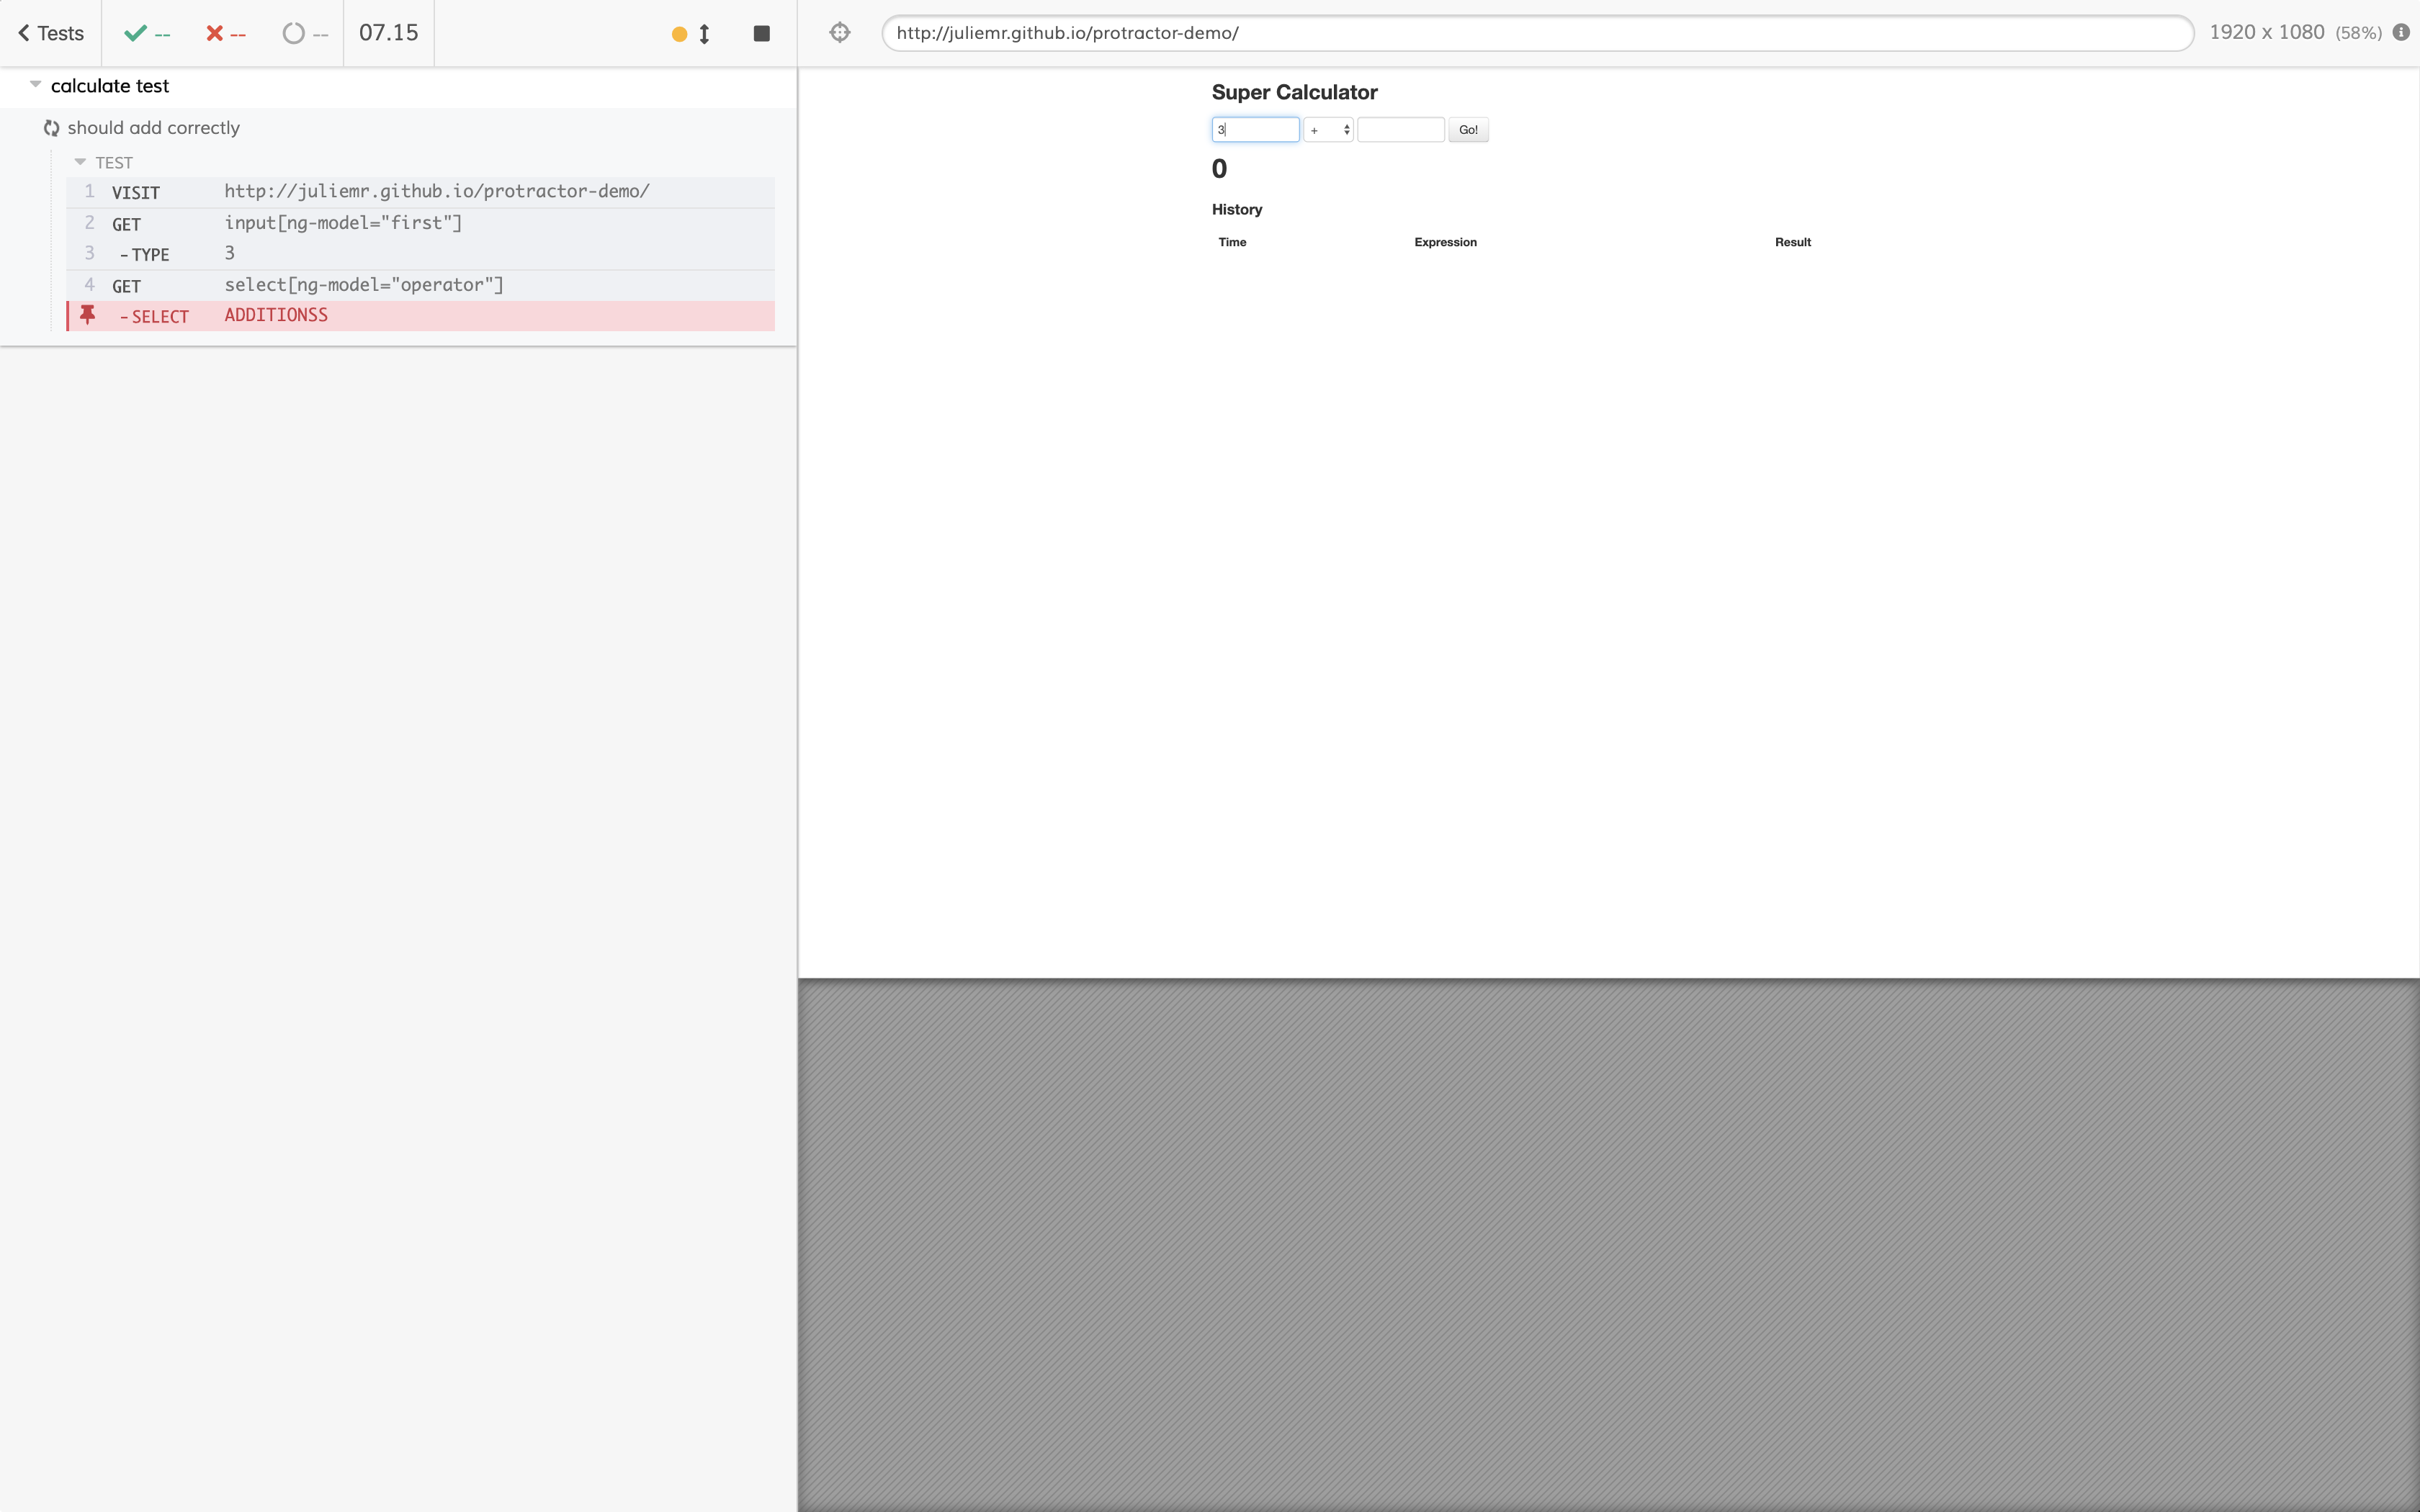 Tests -- -- -- 07.15
http://juliemr.github.io/protractor-demo/ 1920 x 1080 (58%)
calculate test
should add correctly
TEST
1 VISIT http://juliemr.github.io/protractor-demo/
2 GET input[ng-model="first"]
3 - TYPE 3
4 GET select[ng-model="operator"]
- SELECT ADDITIONSS
Super Calculator
3 + Go!
0
History
Time Expression Result